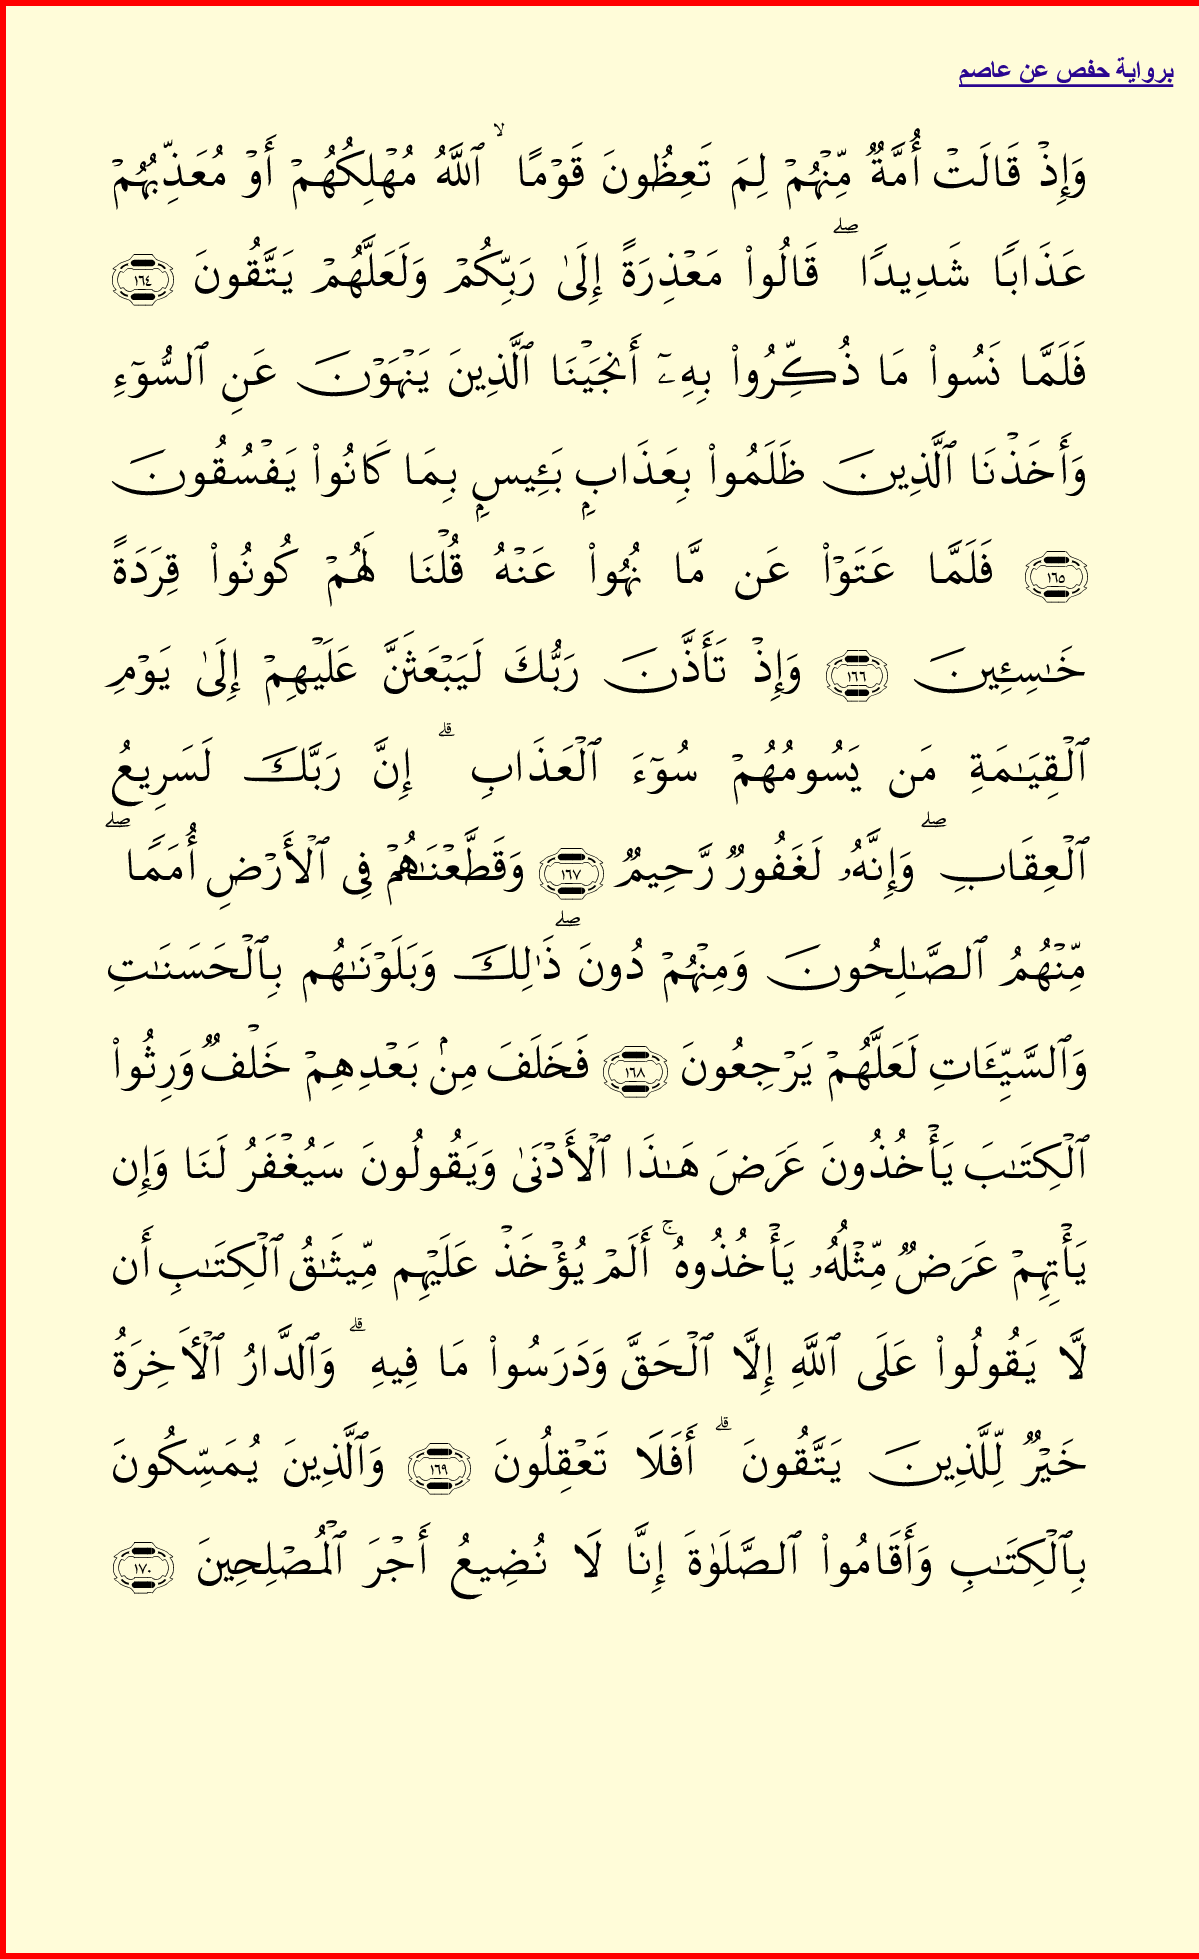 برواية حفص عن عاصم
وَإِذۡ قَالَتۡ أُمَّةٞ مِّنۡهُمۡ لِمَ تَعِظُونَ قَوۡمًا ۙ ٱللَّهُ مُهۡلِكُهُمۡ أَوۡ مُعَذِّبُهُمۡ
عَذَابٗا شَدِيدٗا ۖ قَالُواْ مَعۡذِرَةً إِلَىٰ رَبِّكُمۡ وَلَعَلَّهُمۡ يَتَّقُونَ ١٦٤
فَلَمَّا نَسُواْ مَا ذُكِّرُواْ بِهِۦٓ أَنجَيۡنَا ٱلَّذِينَ يَنۡهَوۡنَ عَنِ ٱلسُّوٓءِ
وَأَخَذۡنَا ٱلَّذِينَ ظَلَمُواْ بِعَذَابِۭ بَـِٔيسِۭ بِمَا كَانُواْ يَفۡسُقُونَ
١٦٥ فَلَمَّا عَتَوۡاْ عَن مَّا نُهُواْ عَنۡهُ قُلۡنَا لَهُمۡ كُونُواْ قِرَدَةً
خَٰسِـِٔينَ ١٦٦ وَإِذۡ تَأَذَّنَ رَبُّكَ لَيَبۡعَثَنَّ عَلَيۡهِمۡ إِلَىٰ يَوۡمِ
ٱلۡقِيَٰمَةِ مَن يَسُومُهُمۡ سُوٓءَ ٱلۡعَذَابِ ۗ إِنَّ رَبَّكَ لَسَرِيعُ
ٱلۡعِقَابِ ۖ وَإِنَّهُۥ لَغَفُورٞ رَّحِيمٞ ١٦٧ وَقَطَّعۡنَٰهُمۡ فِي ٱلۡأَرۡضِ أُمَمٗا ۖ
مِّنۡهُمُ ٱلصَّٰلِحُونَ وَمِنۡهُمۡ دُونَ ذَٰلِكَ ۖ وَبَلَوۡنَٰهُم بِٱلۡحَسَنَٰتِ
وَٱلسَّيِّـَٔاتِ لَعَلَّهُمۡ يَرۡجِعُونَ ١٦٨ فَخَلَفَ مِنۢ بَعۡدِهِمۡ خَلۡفٞ وَرِثُواْ
ٱلۡكِتَٰبَ يَأۡخُذُونَ عَرَضَ هَٰذَا ٱلۡأَدۡنَىٰ وَيَقُولُونَ سَيُغۡفَرُ لَنَا وَإِن
يَأۡتِهِمۡ عَرَضٞ مِّثۡلُهُۥ يَأۡخُذُوهُ ۚ أَلَمۡ يُؤۡخَذۡ عَلَيۡهِم مِّيثَٰقُ ٱلۡكِتَٰبِ أَن
لَّا يَقُولُواْ عَلَى ٱللَّهِ إِلَّا ٱلۡحَقَّ وَدَرَسُواْ مَا فِيهِ ۗ وَٱلدَّارُ ٱلۡأٓخِرَةُ
خَيۡرٞ لِّلَّذِينَ يَتَّقُونَ ۗ أَفَلَا تَعۡقِلُونَ ١٦٩ وَٱلَّذِينَ يُمَسِّكُونَ
بِٱلۡكِتَٰبِ وَأَقَامُواْ ٱلصَّلَوٰةَ إِنَّا لَا نُضِيعُ أَجۡرَ ٱلۡمُصۡلِحِينَ ١٧٠